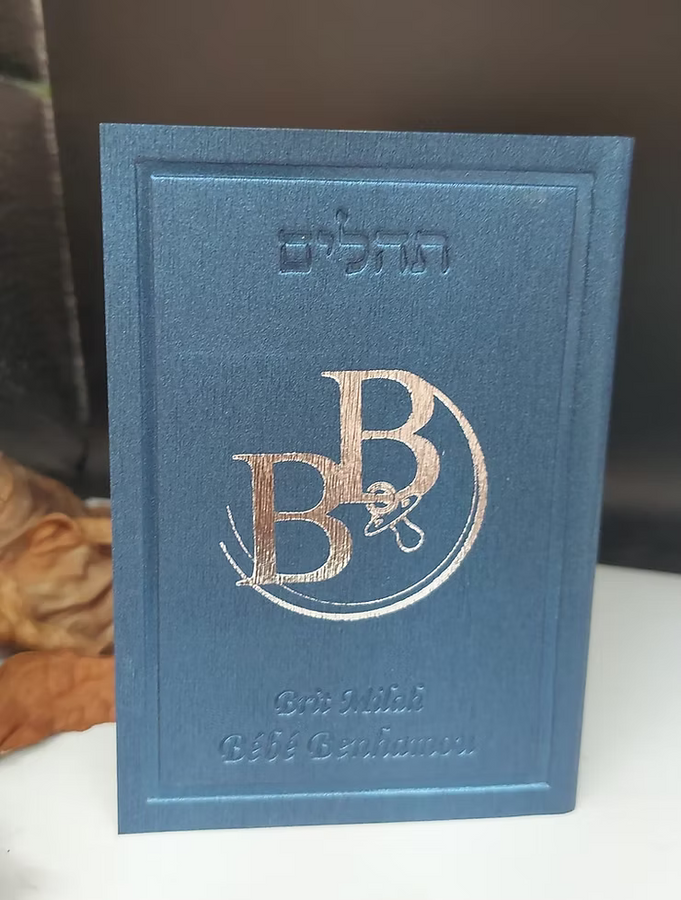 תהלים
BB
Brit Milah
Bébé Benhamou